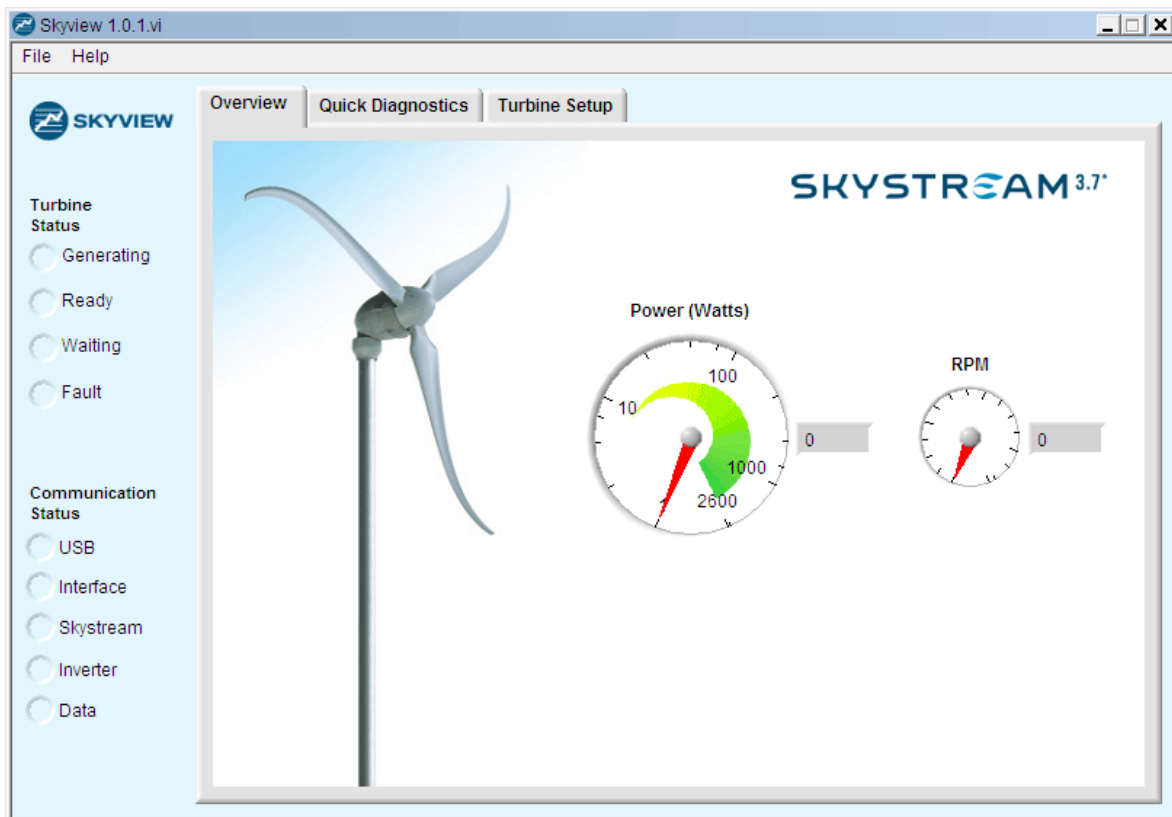 Skyview 1.0.1.vi
File Help
SKYVIEW
Overview Quick Diagnostics Turbine Setup
SKYSTREAM 3.7
Turbine
Status
Generating
Ready
Waiting
Fault
Power (Watts)
10
100
1000
2600
1
0
RPM
0
Communication
Status
USB
Interface
Skystream
Inverter
Data